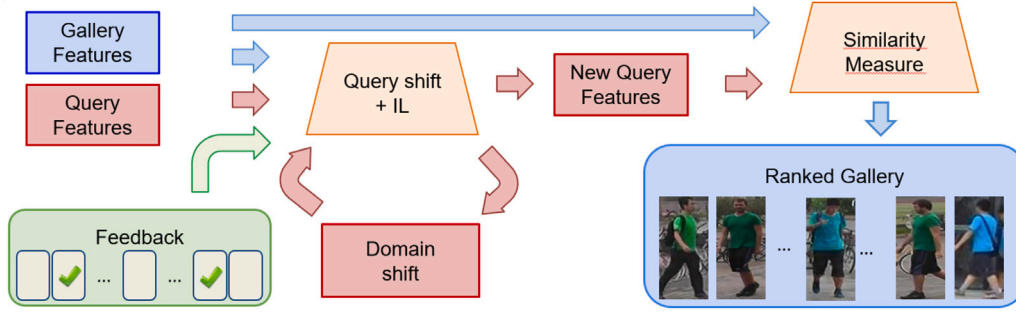 Gallery
Features
Query
Features
Query shift
+ IL
New Query
Features
Similarity
Measure
Feedback
... ...
Domain
shift
Ranked Gallery
... ...